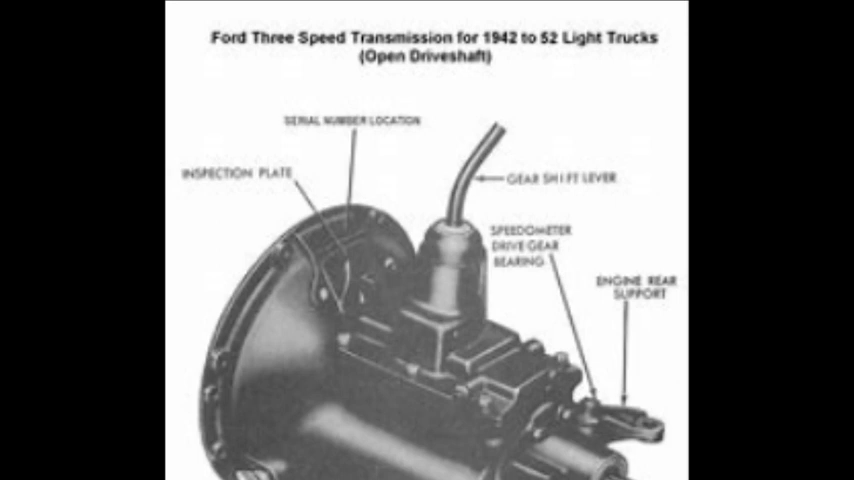 Ford Three Speed Transmission for 1942 to 52 Light Trucks
(Open Driveshaft)
SERIAL NUMBER LOCATION
INSPECTION PLATE
GEAR SHIFT LEVER
SPEEDOMETER
DRIVE GEAR
BEARING
ENGINE REAR
SUPPORT